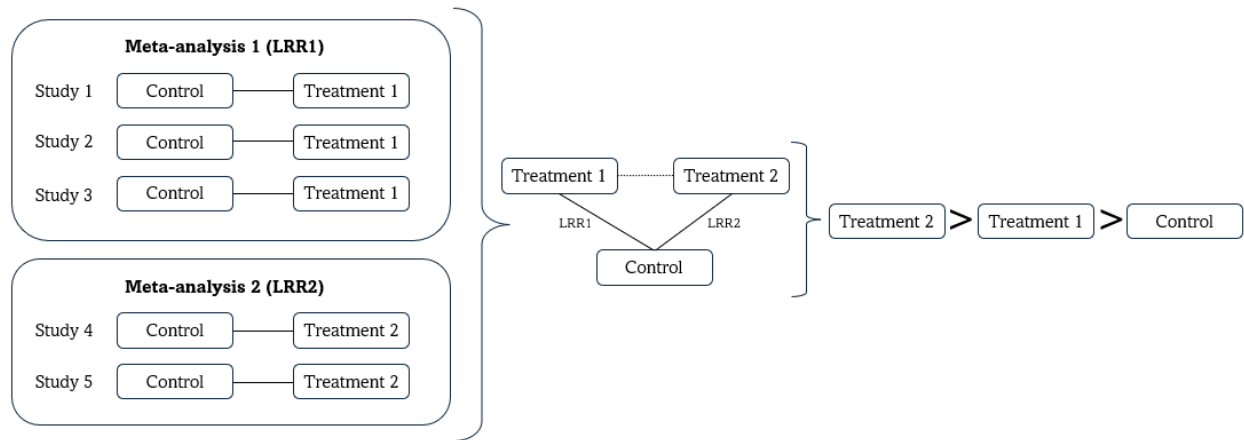 Meta-analysis 1 (LRR1)
Study 1 Control Treatment 1
Study 2 Control Treatment 1
Study 3 Control Treatment 1
Meta-analysis 2 (LRR2)
Study 4 Control Treatment 2
Study 5 Control Treatment 2
Treatment 1 Treatment 2
LRR1 LRR2
Control
Treatment 2 > Treatment 1 > Control